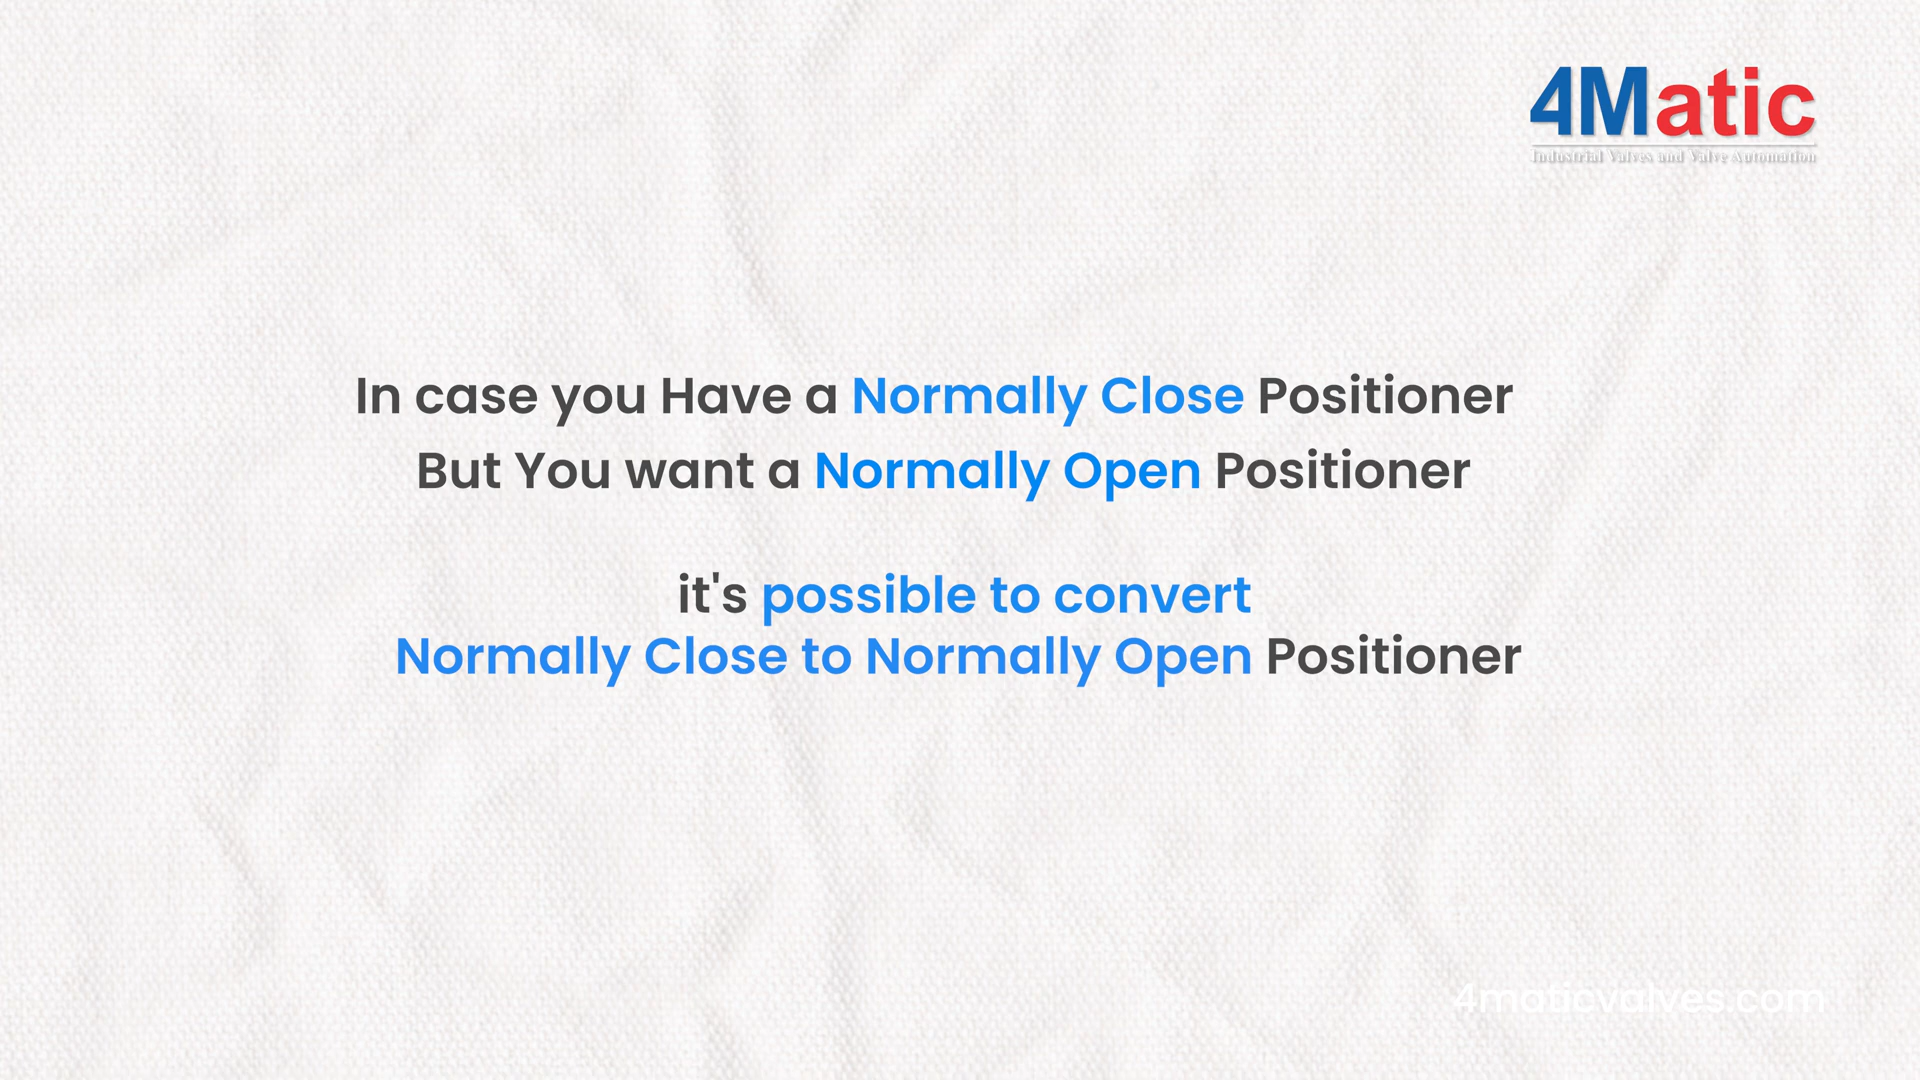 4Matic
Industrial Valves and Valve Automation
In case you Have a Normally Close Positioner
But You want a Normally Open Positioner
it's possible to convert
Normally Close to Normally Open Positioner
4maticvalves.com